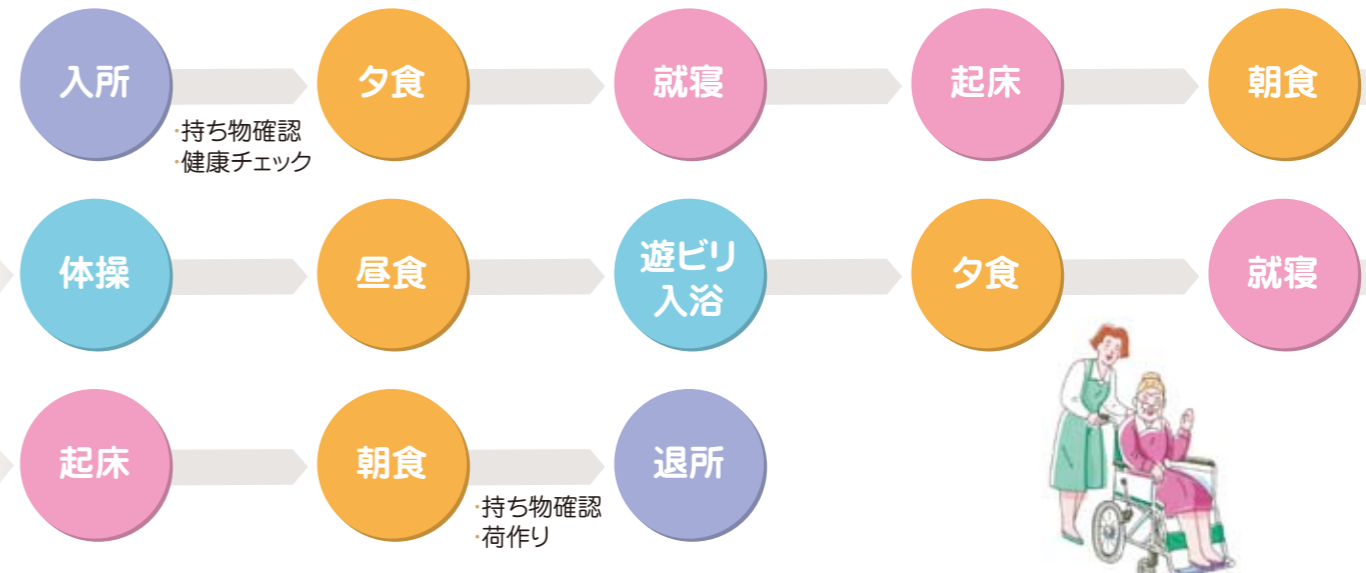 入所
夕食
就寝
起床
朝食
・持ち物確認
・健康チェック
体操
昼食
遊ビリ
入浴
夕食
就寝
起床
朝食
退所
・持ち物確認
・荷作り